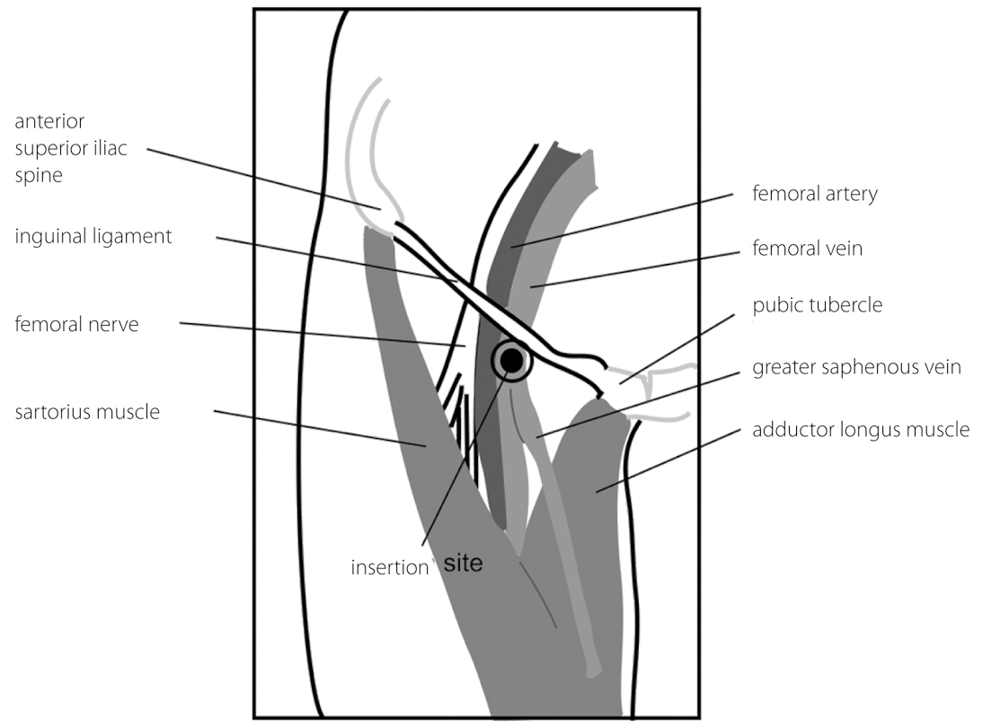 anterior
superior iliac
spine
inguinal ligament
femoral nerve
sartorius muscle
insertion site
femoral artery
femoral vein
pubic tubercle
greater saphenous vein
adductor longus muscle